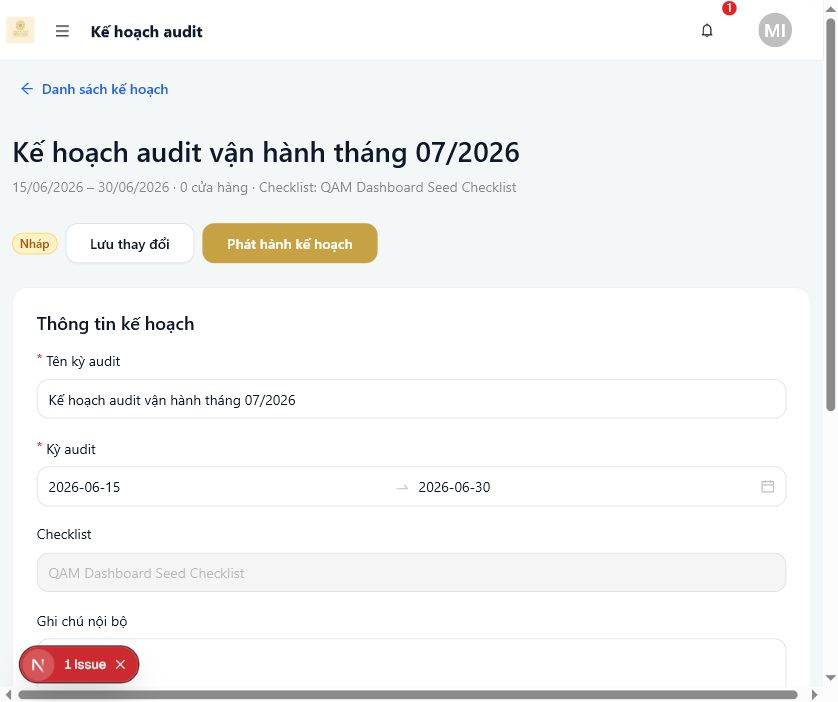 Kế hoạch audit
1
MI
Danh sách kế hoạch
Kế hoạch audit vận hành tháng 07/2026
15/06/2026 – 30/06/2026 · 0 cửa hàng · Checklist: QAM Dashboard Seed Checklist
Nháp
Lưu thay đổi
Phát hành kế hoạch
Thông tin kế hoạch
* Tên kỳ audit
Kế hoạch audit vận hành tháng 07/2026
* Kỳ audit
2026-06-15
2026-06-30
Checklist
QAM Dashboard Seed Checklist
Ghi chú nội bộ
N
1 Issue